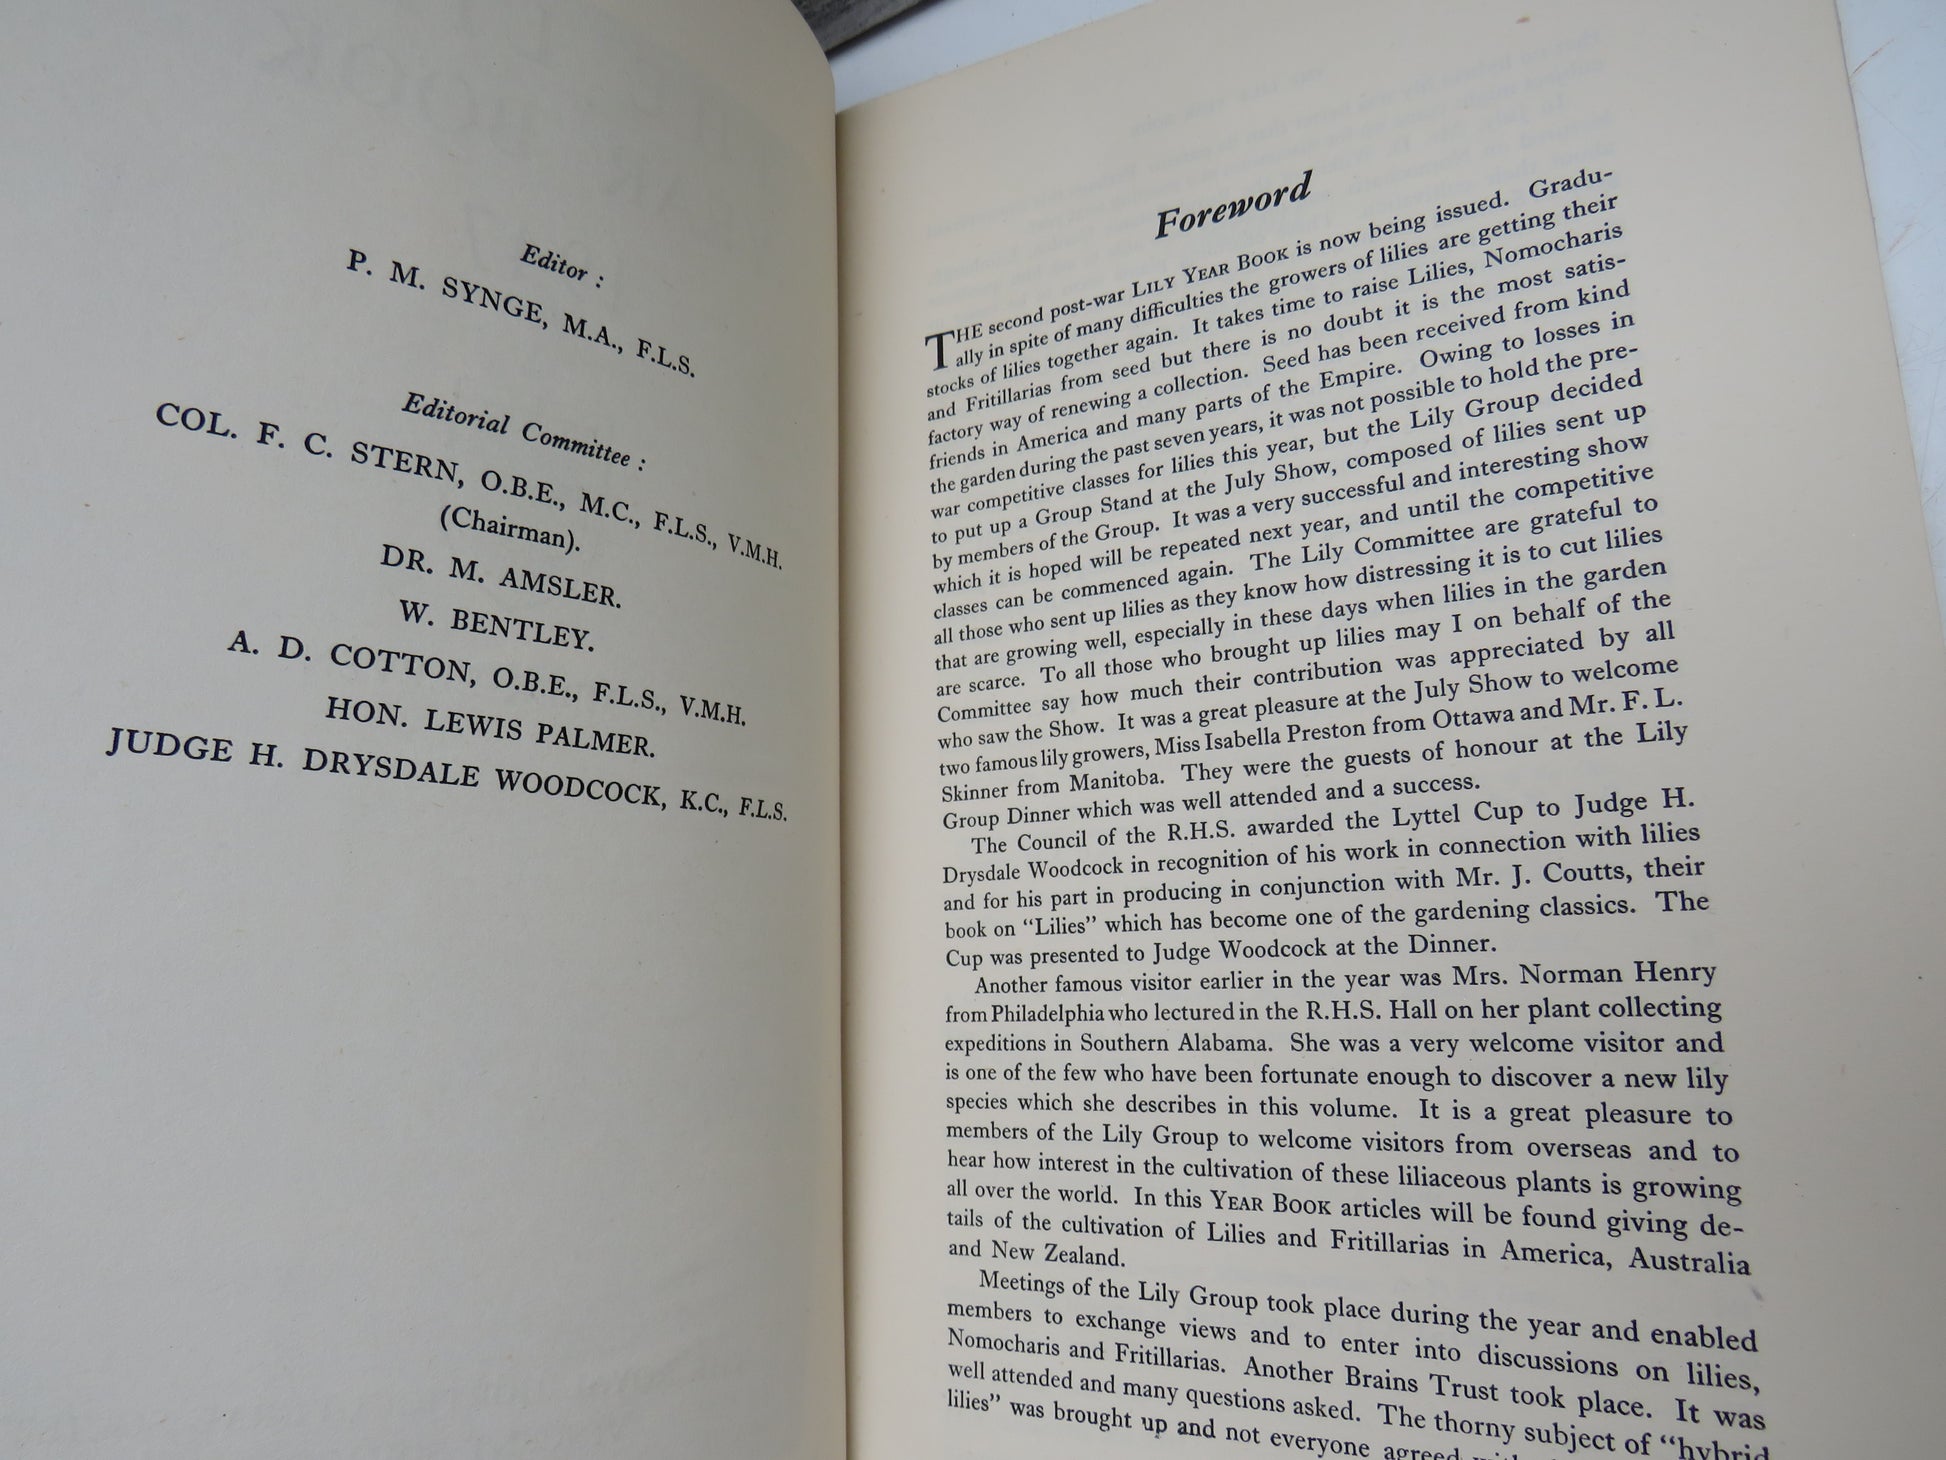 Editor :
P. M. SYNGE, M.A., F.L.S.
Editorial Committee :
COL. F. C. STERN, O.B.E., M.C., F.L.S., V.M.H.
(Chairman).
DR. M. AMSLER.
W. BENTLEY.
A. D. COTTON, O.B.E., F.L.S., V.M.H.
HON. LEWIS PALMER.
JUDGE H. DRYSDALE WOODCOCK, K.C., F.L.S.
Foreword
THE second post-war LILY YEAR BOOK is now being issued. Gradu-
ally in spite of many difficulties the growers of lilies are getting their
stocks of lilies together again. It takes time to raise Lilies, Nomocharis
and Fritillarias from seed but there is no doubt it is the most satis-
factory way of renewing a collection. Seed has been received from kind
friends in America and many parts of the Empire. Owing to losses in
the garden during the past seven years, it was not possible to hold the pre-
war competitive classes for lilies this year, but the Lily Group decided
to put up a Group Stand at the July Show, composed of lilies sent up
by members of the Group. It was a very successful and interesting show
which it is hoped will be repeated next year, and until the competitive
classes can be commenced again. The Lily Committee are grateful to
all those who sent up lilies as they know how distressing it is to cut lilies
that are growing well, especially in these days when lilies in the garden
are scarce. To all those who brought up lilies may I on behalf of the
Committee say how much their contribution was appreciated by all
who saw the Show. It was a great pleasure at the July Show to welcome
two famous lily growers, Miss Isabella Preston from Ottawa and Mr. F. L.
Skinner from Manitoba. They were the guests of honour at the Lily
Group Dinner which was well attended and a success.
The Council of the R.H.S. awarded the Lyttel Cup to Judge H.
Drysdale Woodcock in recognition of his work in connection with lilies
and for his part in producing in conjunction with Mr. J. Coutts, their
book on "Lilies" which has become one of the gardening classics. The
Cup was presented to Judge Woodcock at the Dinner.
Another famous visitor earlier in the year was Mrs. Norman Henry
from Philadelphia who lectured in the R.H.S. Hall on her plant collecting
expeditions in Southern Alabama. She was a very welcome visitor and
is one of the few who have been fortunate enough to discover a new lily
species which she describes in this volume. It is a great pleasure to
members of the Lily Group to welcome visitors from overseas and to
hear how interest in the cultivation of these liliaceous plants is growing
all over the world. In this YEAR BOOK articles will be found giving de-
tails of the cultivation of Lilies and Fritillarias in America, Australia
and New Zealand.
Meetings of the Lily Group took place during the year and enabled
members to exchange views and to enter into discussions on lilies,
Nomocharis and Fritillarias. Another Brains Trust took place. It was
well attended and many questions asked. The thorny subject of "hybrid
lilies" was brought up and not everyone agreed